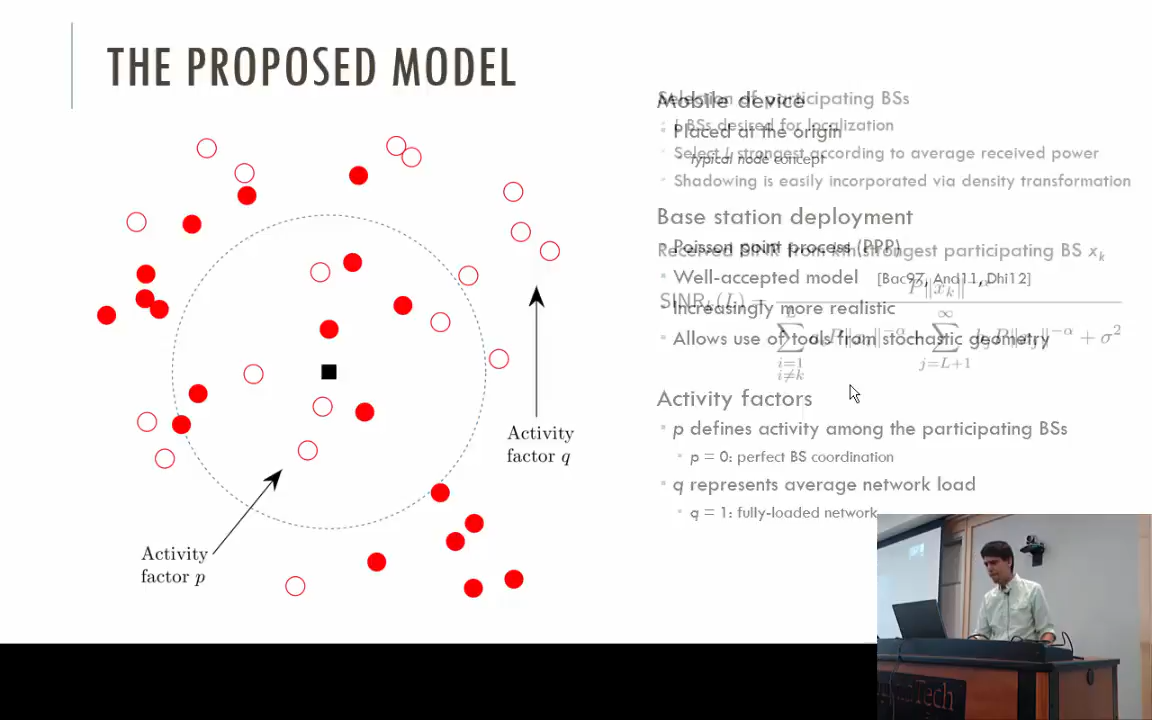 THE PROPOSED MODEL
Selection of participating BSs
Mobile device
L BSs desired for localization
Placed at the origin
Select L strongest according to average received power
typical node concept
Shadowing is easily incorporated via density transformation
Base station deployment
Poisson point process (PPP)
Received SINR from kth strongest participating BS x_k
Well-accepted model [Bac97, And11, Dhi12]
Increasingly more realistic
Allows use of tools from stochastic geometry
Activity factors
p defines activity among the participating BSs
p = 0: perfect BS coordination
q represents average network load
q = 1: fully-loaded network
Activity
factor q
Activity
factor p
Tech